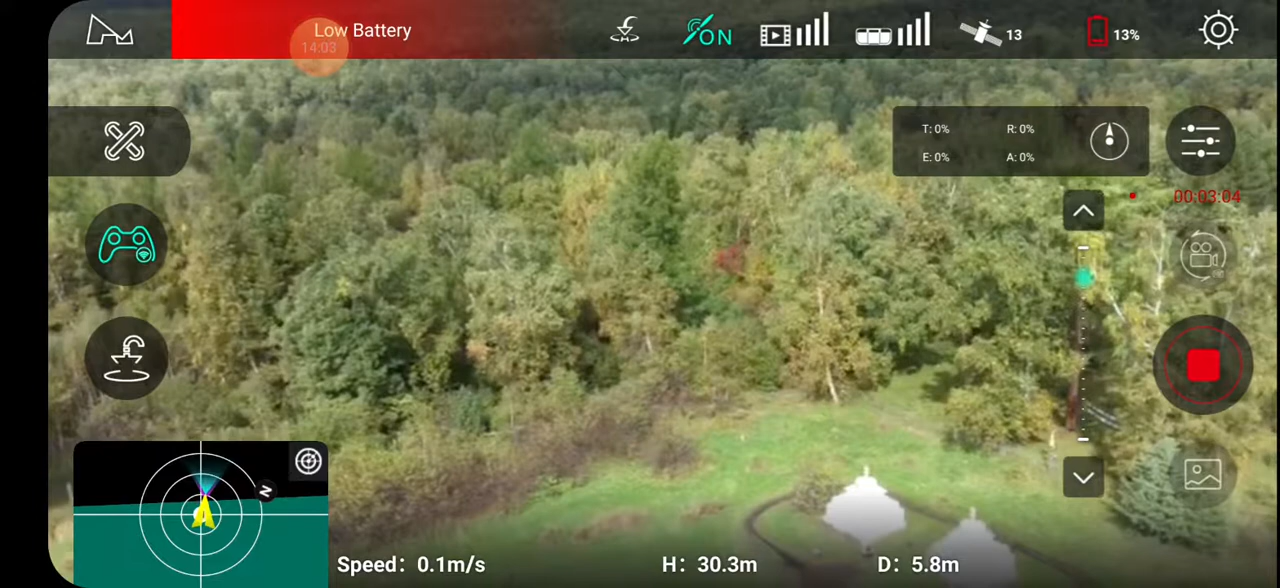 Low Battery
14:03
ON
13
13%
T: 0%
R: 0%
E: 0%
A: 0%
00:03:04
PRO
N
Speed: 0.1m/s
H: 30.3m
D: 5.8m